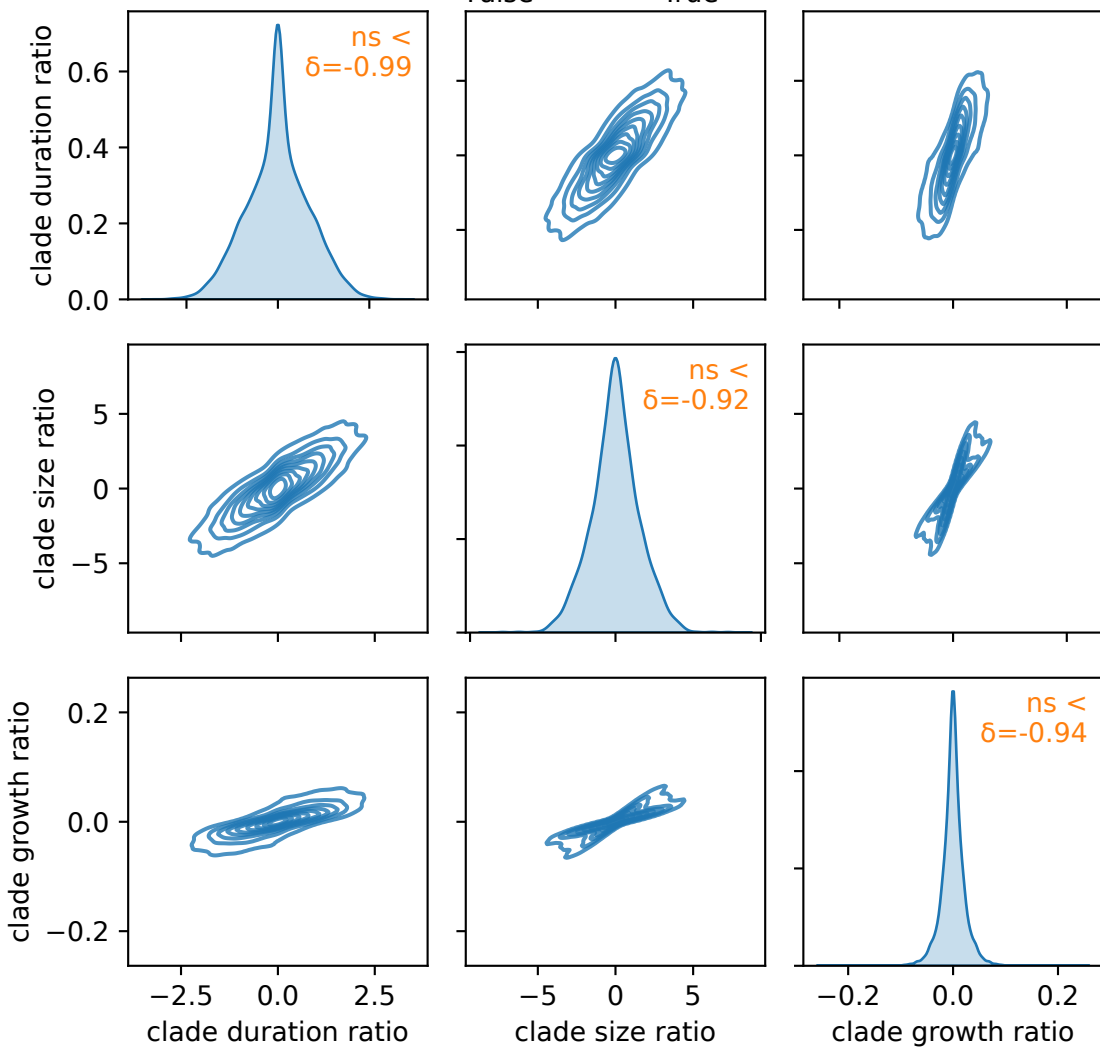 clade duration ratio
0.6
0.4
0.2
0.0
ns <
δ=-0.99
clade size ratio
5
0
−5
ns <
δ=-0.92
clade growth ratio
0.2
0.0
−0.2
ns <
δ=-0.94
−2.5 0.0 2.5
−5 0 5
−0.2 0.0 0.2
clade duration ratio
clade size ratio
clade growth ratio